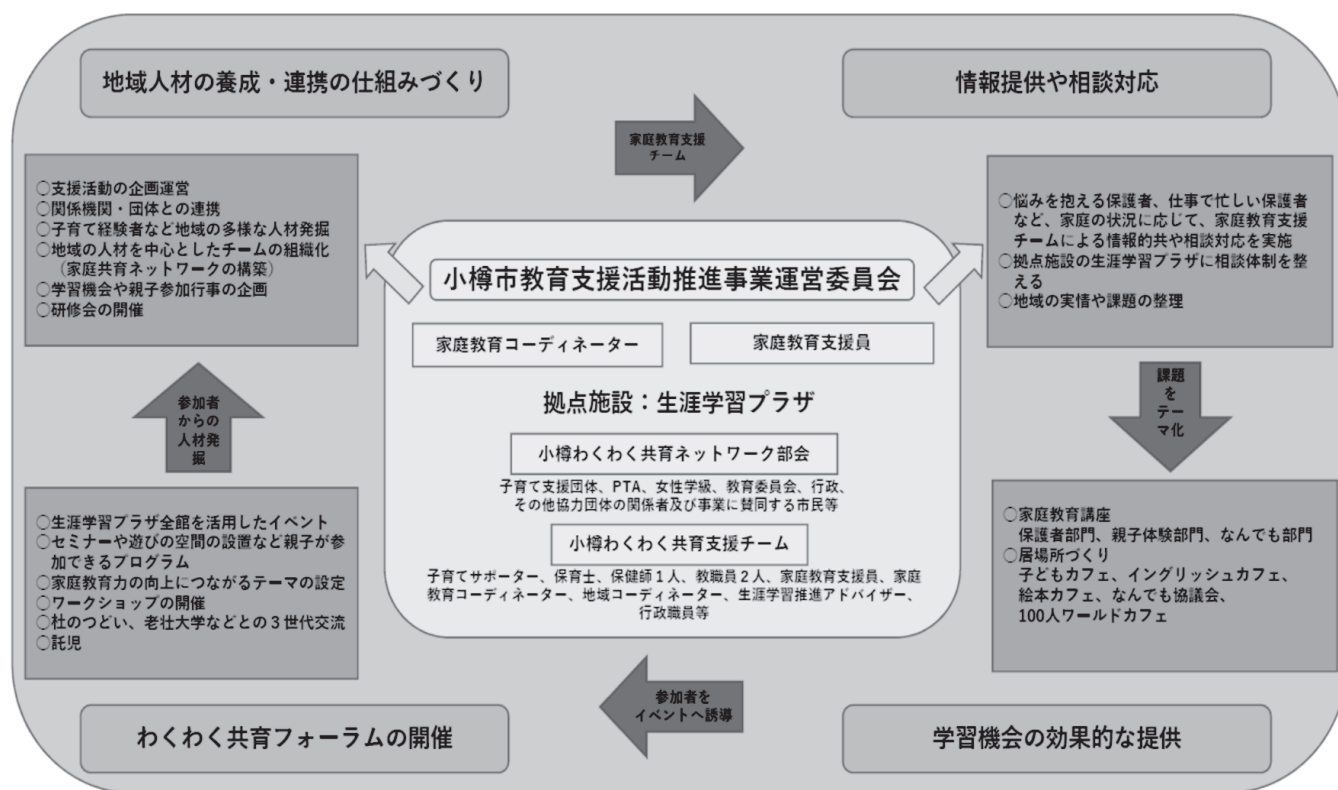 地域人材の養成・連携の仕組みづくり
情報提供や相談対応
家庭教育支援
チーム
○支援活動の企画運営
○関係機関・団体との連携
○子育て経験者など地域の多様な人材発掘
○地域の人材を中心としたチームの組織化
（家庭共育ネットワークの構築）
○学習機会や親子参加行事の企画
○研修会の開催
○悩みを抱える保護者、仕事で忙しい保護者
など、家庭の状況に応じて、家庭教育支援
チームによる情報的共や相談対応を実施
○拠点施設の生涯学習プラザに相談体制を整
える
○地域の実情や課題の整理
小樽市教育支援活動推進事業運営委員会
家庭教育コーディネーター
家庭教育支援員
拠点施設：生涯学習プラザ
小樽わくわく共育ネットワーク部会
子育て支援団体、PTA、女性学級、教育委員会、行政、
その他協力団体の関係者及び事業に賛同する市民等
小樽わくわく共育支援チーム
子育てサポーター、保育士、保健師１人、教職員２人、家庭教育支援員、家庭
教育コーディネーター、地域コーディネーター、生涯学習推進アドバイザー、
行政職員等
参加者
からの
人材発
掘
課題
を
テー
マ化
○生涯学習プラザ全館を活用したイベント
○セミナーや遊びの空間の設置など親子が参
加できるプログラム
○家庭教育力の向上につながるテーマの設定
○ワークショップの開催
○杜のつどい、老壮大学などとの３世代交流
○託児
○家庭教育講座
保護者部門、親子体験部門、なんでも部門
○居場所づくり
子どもカフェ、イングリッシュカフェ、
絵本カフェ、なんでも協議会、
100人ワールドカフェ
参加者を
イベントへ誘導
わくわく共育フォーラムの開催
学習機会の効果的な提供